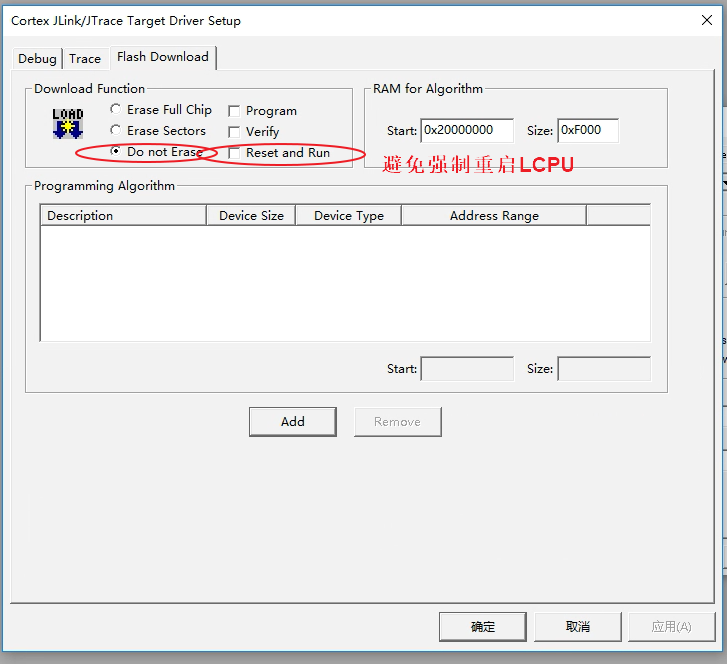 Cortex JLink/JTrace Target Driver Setup
Debug Trace Flash Download
Download Function
LOAD
Erase Full Chip
Erase Sectors
Do not Erase
Program
Verify
Reset and Run
RAM for Algorithm
Start: 0x20000000 Size: 0xF000
避免强制重启LCPU
Programming Algorithm
Description Device Size Device Type Address Range
Start: Size:
Add Remove
确定 取消 应用(A)